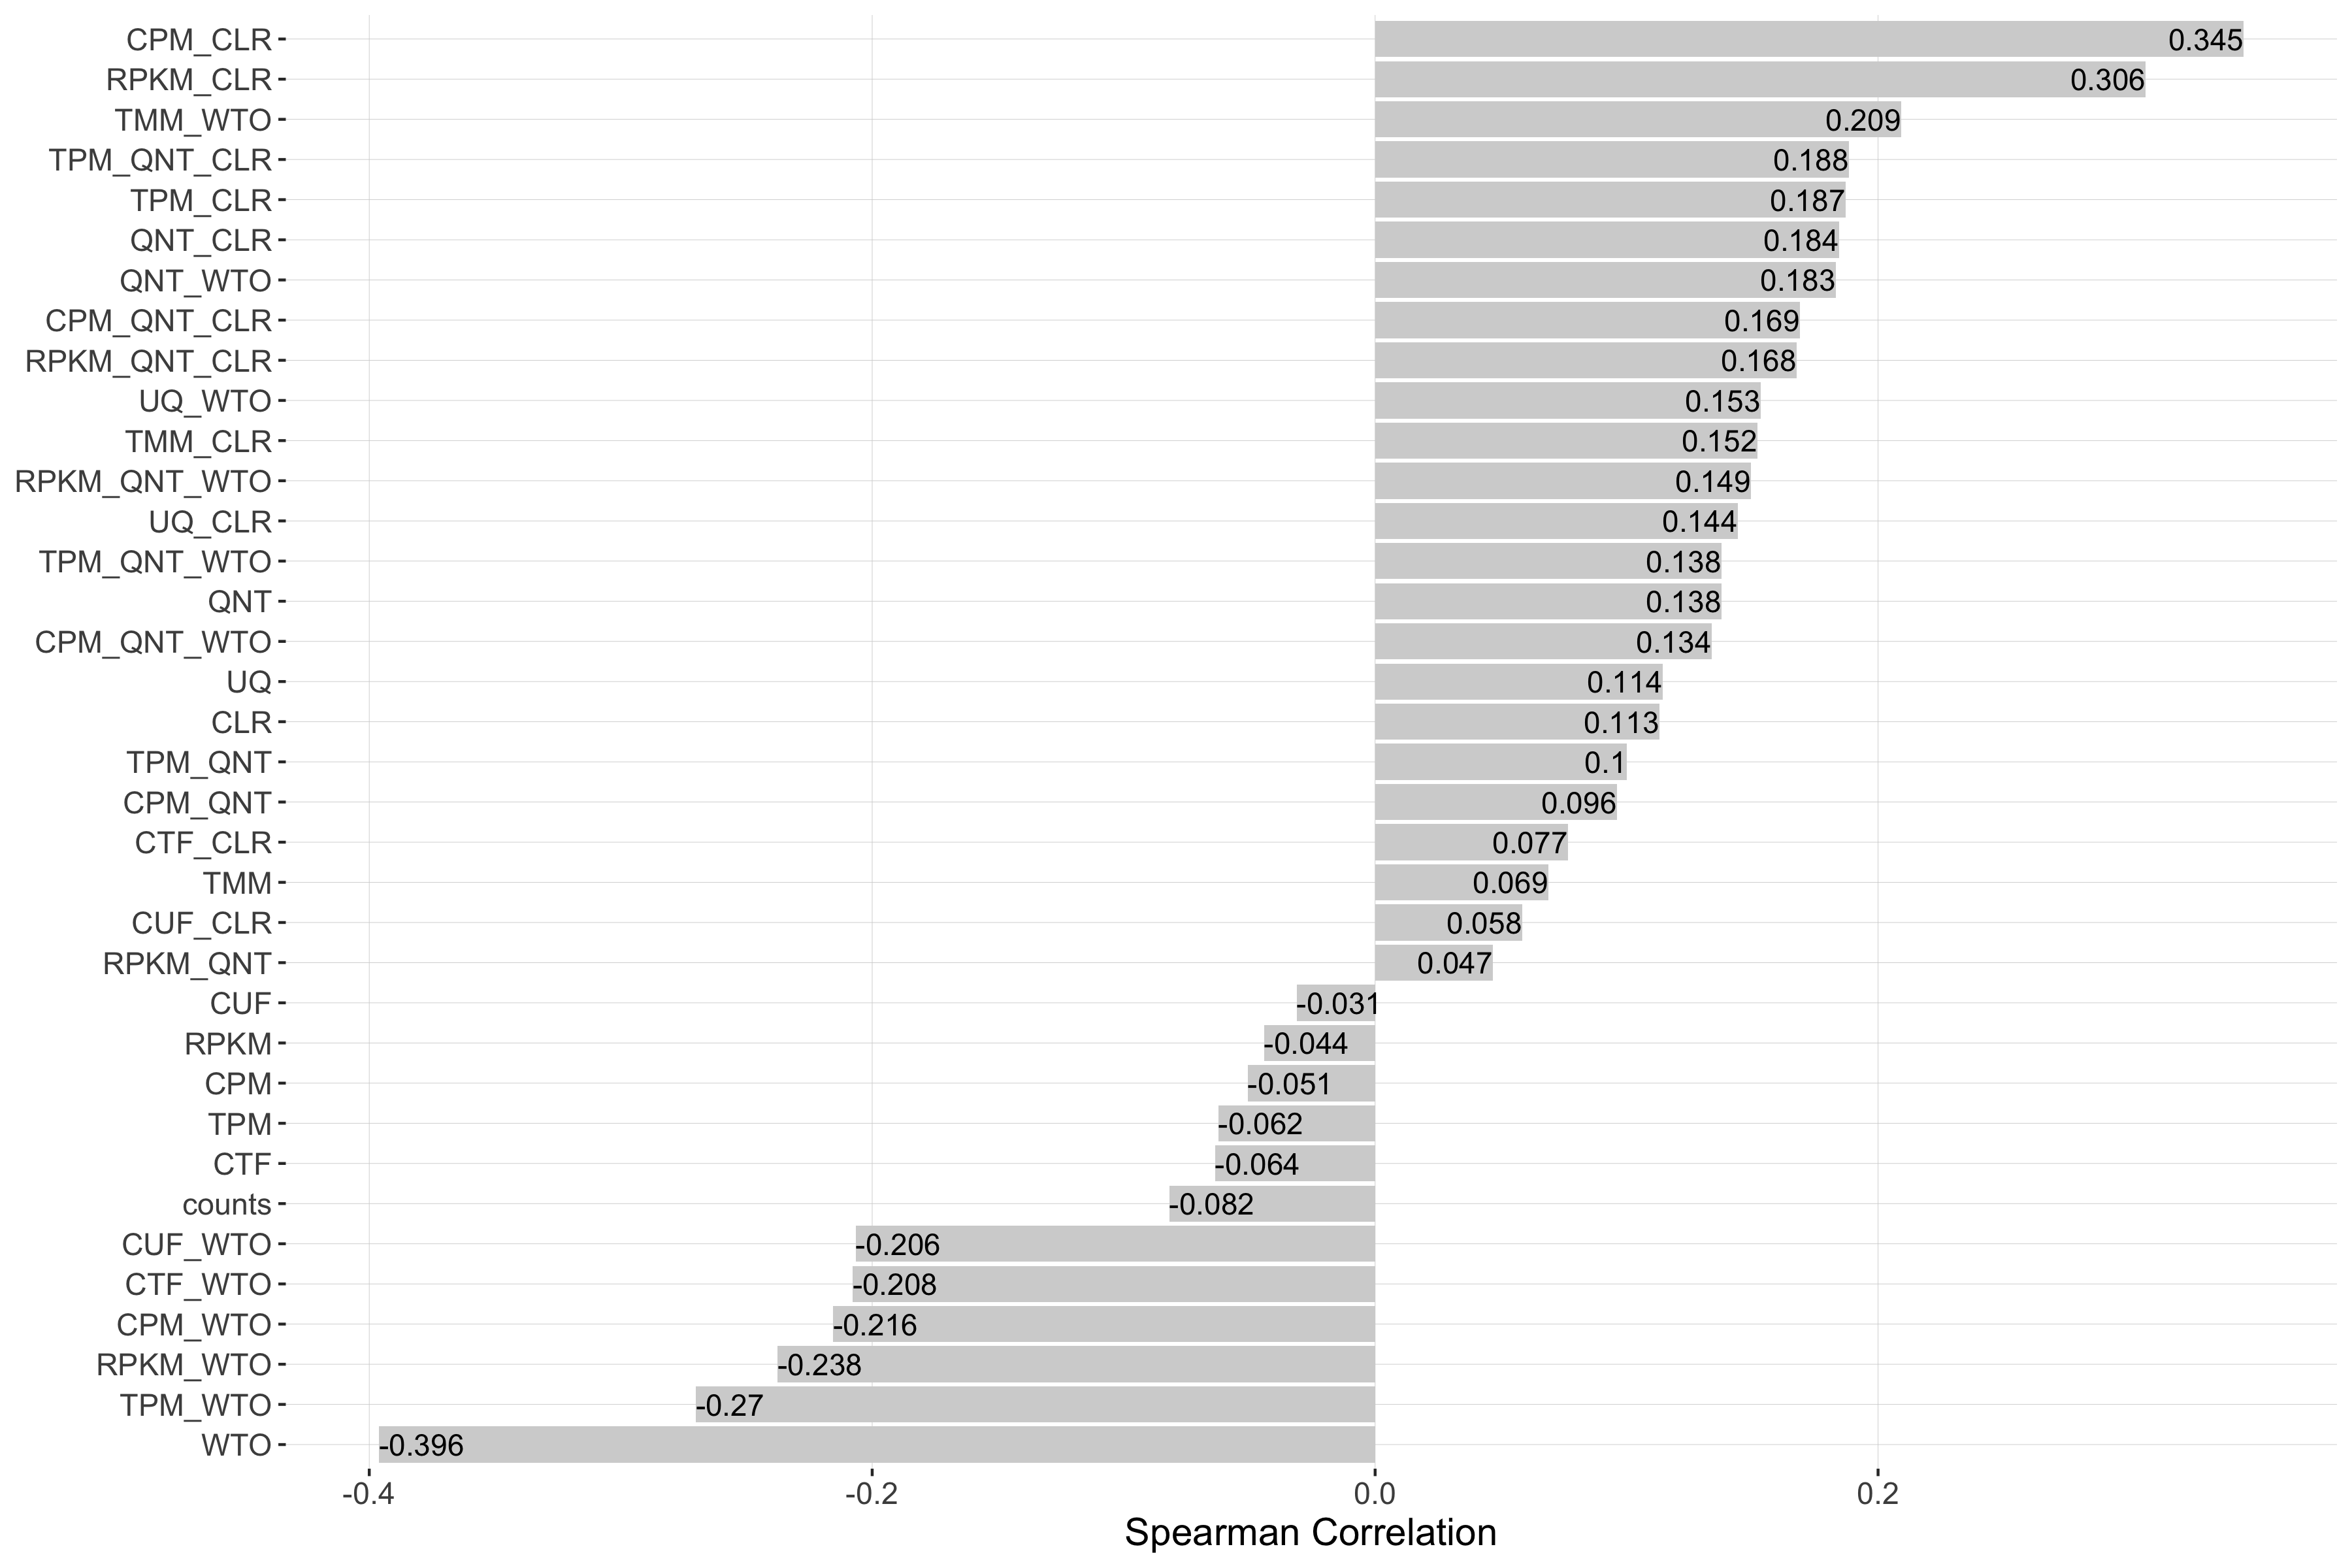 CPM_CLR 0.345
RPKM_CLR 0.306
TMM_WTO 0.209
TPM_QNT_CLR 0.188
TPM_CLR 0.187
QNT_CLR 0.184
QNT_WTO 0.183
CPM_QNT_CLR 0.169
RPKM_QNT_CLR 0.168
UQ_WTO 0.153
TMM_CLR 0.152
RPKM_QNT_WTO 0.149
UQ_CLR 0.144
TPM_QNT_WTO 0.138
QNT 0.138
CPM_QNT_WTO 0.134
UQ 0.114
CLR 0.113
TPM_QNT 0.1
CPM_QNT 0.096
CTF_CLR 0.077
TMM 0.069
CUF_CLR 0.058
RPKM_QNT 0.047
CUF -0.031
RPKM -0.044
CPM -0.051
TPM -0.062
CTF -0.064
counts -0.082
CUF_WTO -0.206
CTF_WTO -0.208
CPM_WTO -0.216
RPKM_WTO -0.238
TPM_WTO -0.27
WTO -0.396
-0.4 -0.2 0.0 0.2
Spearman Correlation